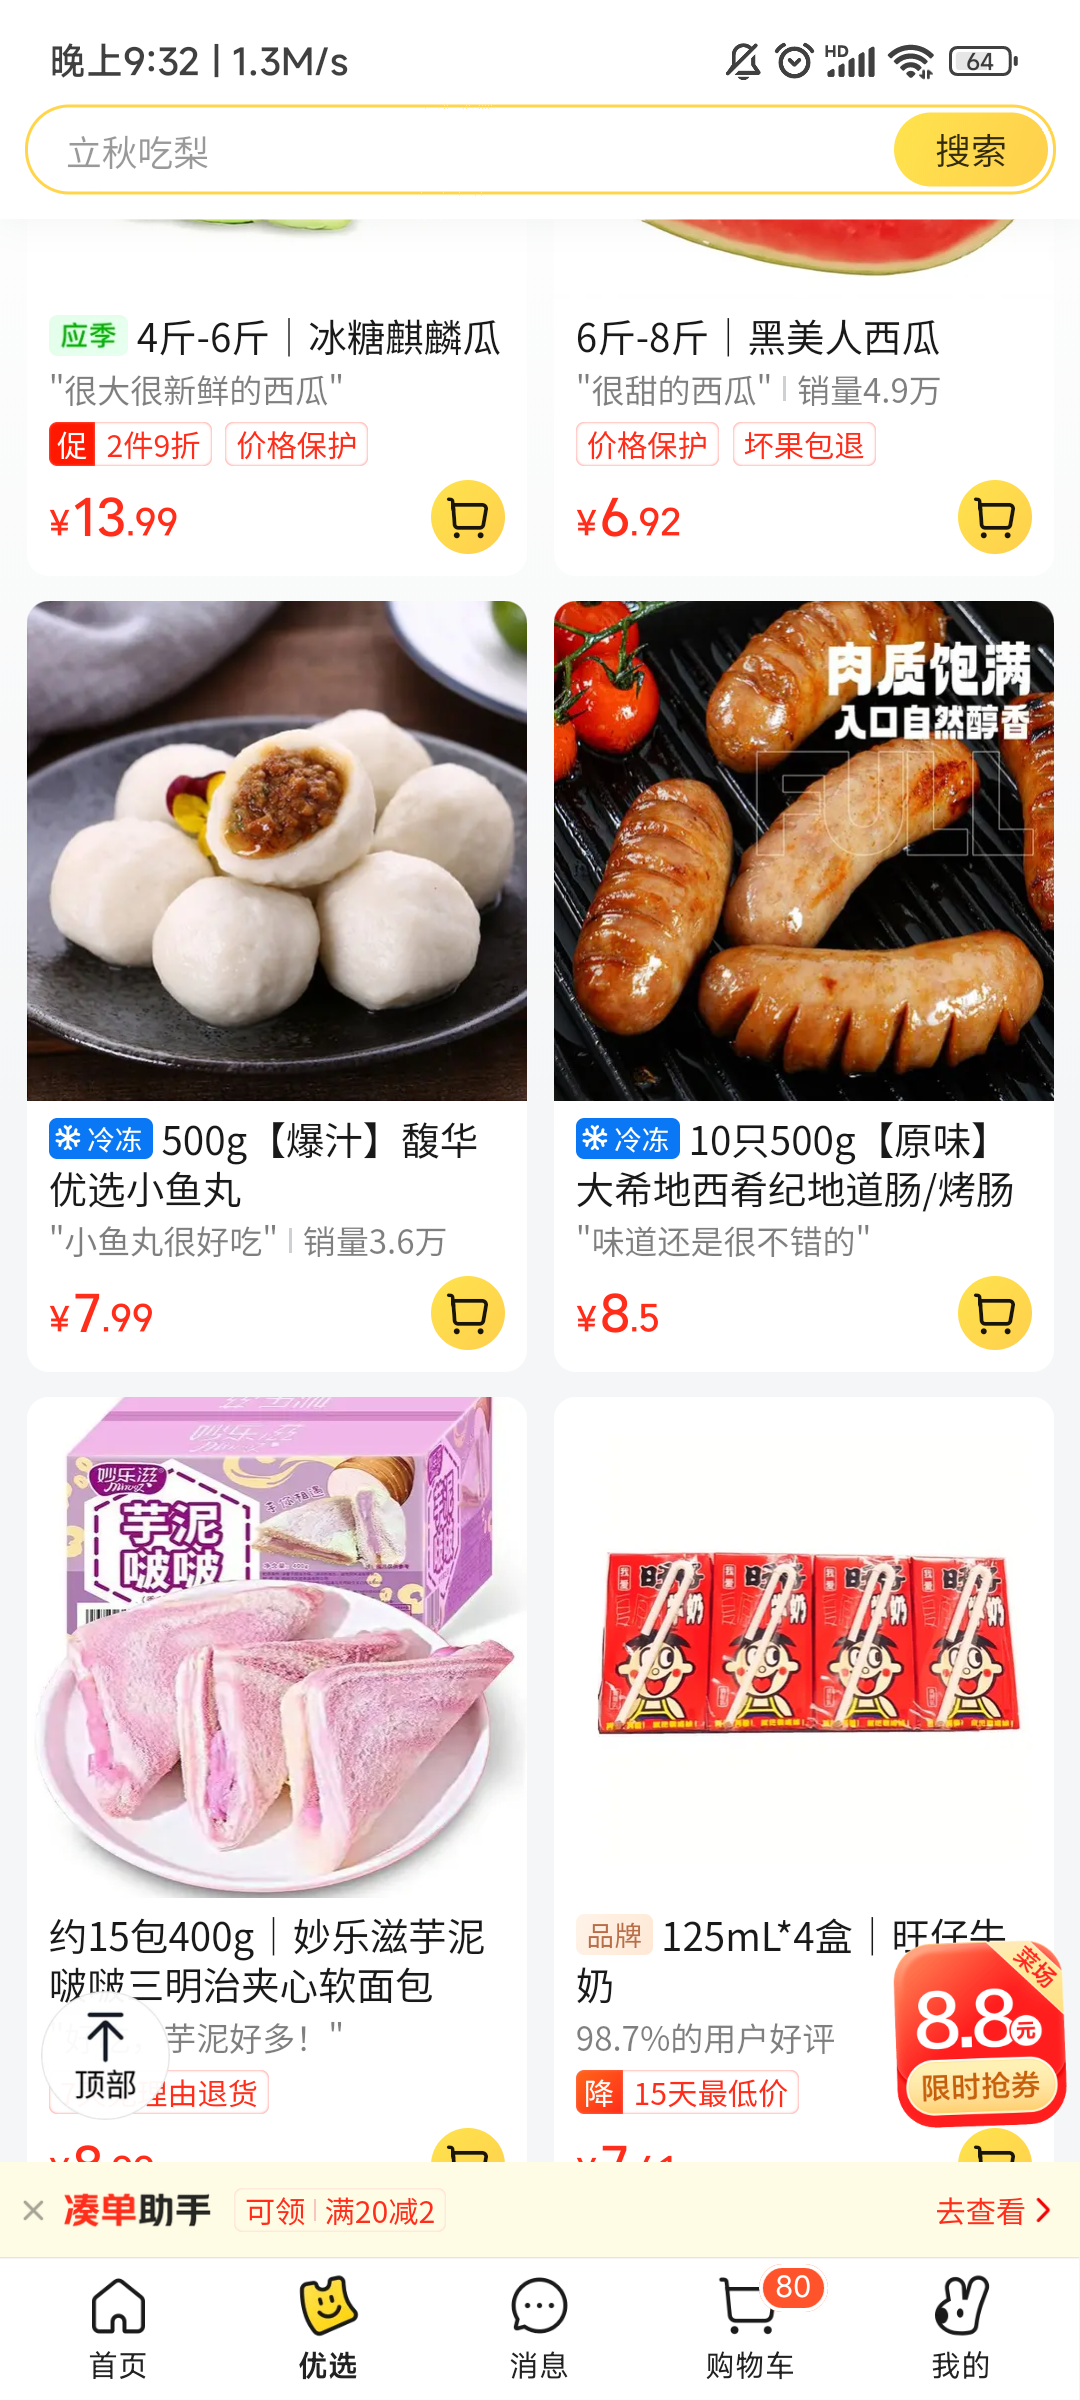 晚上9:32 | 1.3M/s
HD
64
立秋吃梨
搜索
应季 4斤-6斤｜冰糖麒麟瓜
"很大很新鲜的西瓜"
促 2件9折 价格保护
¥13.99
6斤-8斤｜黑美人西瓜
"很甜的西瓜" | 销量4.9万
价格保护 坏果包退
¥6.92
冷冻 500g【爆汁】馥华
优选小鱼丸
"小鱼丸很好吃" | 销量3.6万
¥7.99
肉质饱满
入口自然醇香
FULL
冷冻 10只500g【原味】
大希地西肴纪地道肠/烤肠
"味道还是很不错的"
¥8.5
妙乐滋
芋泥
啵啵
约15包400g｜妙乐滋芋泥
啵啵三明治夹心软面包
芋泥好多！"
理由退货
品牌 125mL*4盒｜旺仔牛
奶
98.7%的用户好评
降 15天最低价
菜场
8.8元
限时抢券
顶部
凑单助手 可领 | 满20减2 去查看
首页
优选
消息
80
购物车
我的